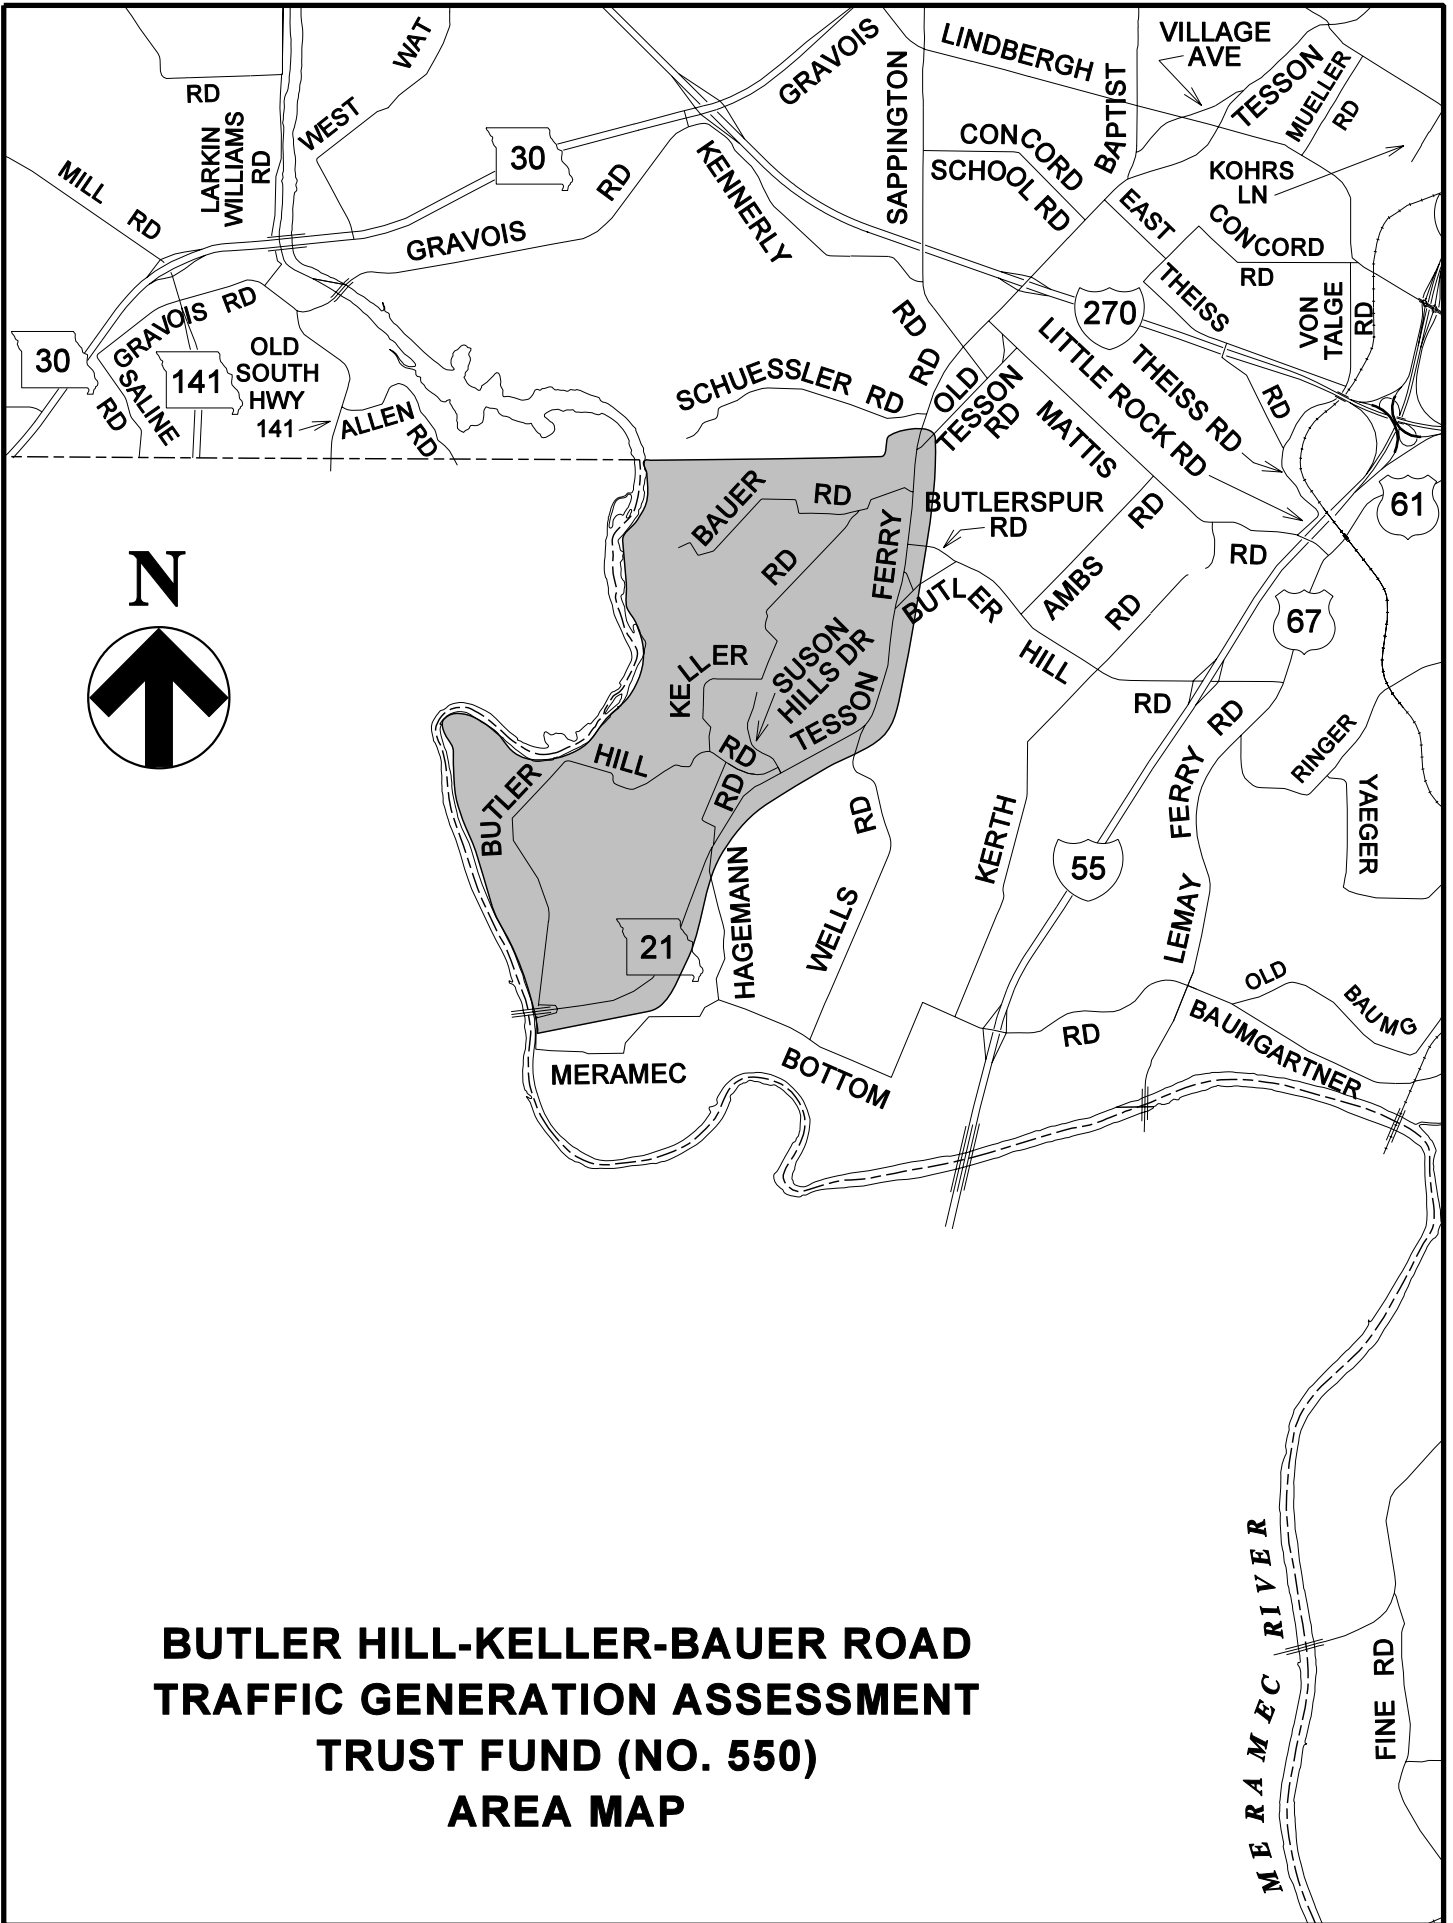 VILLAGE
AVE
LINDBERGH
WAT
GRAVOIS
TESSON
MUELLER
RD
SAPPINGTON
BAPTIST
RD
LARKIN
WILLIAMS
RD
WEST
30
CONCORD
SCHOOL RD
KOHRS
LN
MILL RD
GRAVOIS RD
KENNERLY
RD
EAST
CONCORD
RD
THEISS
RD
VON
TALGE
RD
270
GRAVOIS RD
30
141
SALINE
RD
OLD
SOUTH
HWY
141
ALLEN
RD
SCHUESSLER RD
OLD
TESSON
RD
RD
LITTLE ROCK RD
THEISS RD
MATTIS
RD
61
BAUER RD
BUTLERSPUR
RD
FERRY
N
KELLER
RD
AMBS
RD
RD
67
BUTLER
HILL
RD
SUSON
HILLS DR
TESSON
BUTLER
HILL
RD
RD
KERTH
WELLS
RD
LEMAY
FERRY
RD
RINGER
YAEGER
55
HAGEMANN
21
OLD
BAUMG
BAUMGARTNER
MERAMEC
BOTTOM
RD
MERAMEC RIVER
FINE RD
BUTLER HILL-KELLER-BAUER ROAD
TRAFFIC GENERATION ASSESSMENT
TRUST FUND (NO. 550)
AREA MAP